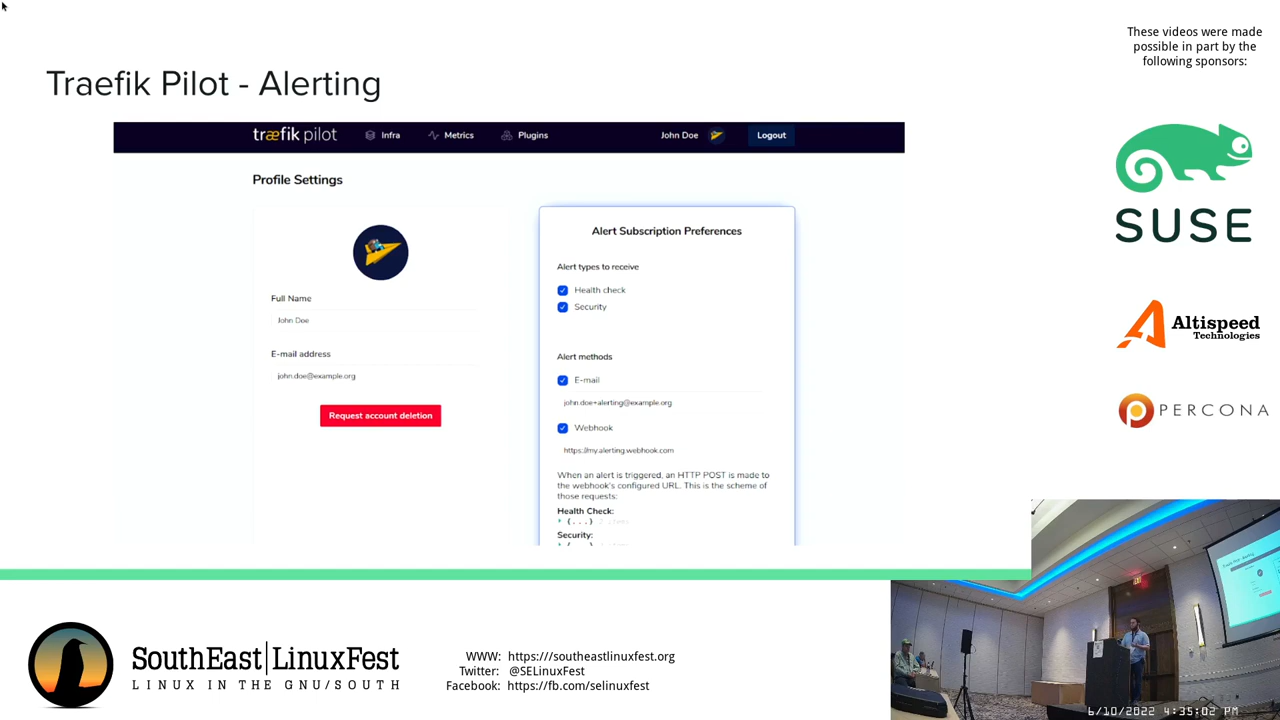 These videos were made
possible in part by the
following sponsors:
Traefik Pilot - Alerting
træfik pilot
Infra
Metrics
Plugins
John Doe
Logout
Profile Settings
Full Name
John Doe
E-mail address
john.doe@example.org
Request account deletion
Alert Subscription Preferences
Alert types to receive
Health check
Security
Alert methods
E-mail
john.doe+alerting@example.org
Webhook
https://my.alerting.webhook.com
When an alert is triggered, an HTTP POST is made to
the webhook's configured URL. This is the scheme of
those requests:
Health Check:
{...} 2 items
Security:
SUSE
Altispeed
Technologies
PERCONA
SouthEast LinuxFest
LINUX IN THE GNU/SOUTH
WWW: https:///southeastlinuxfest.org
Twitter: @SELinuxFest
Facebook: https://fb.com/selinuxfest
6/10/2022 4:35:02 PM